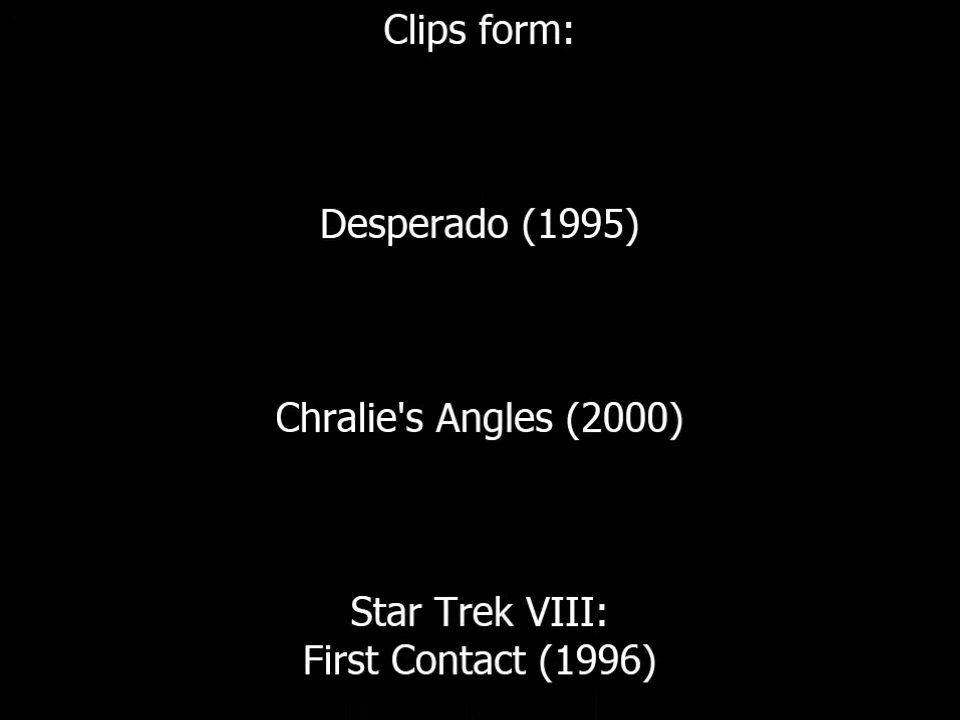 Clips form:
Desperado (1995)
Chralie's Angles (2000)
Star Trek VIII:
First Contact (1996)